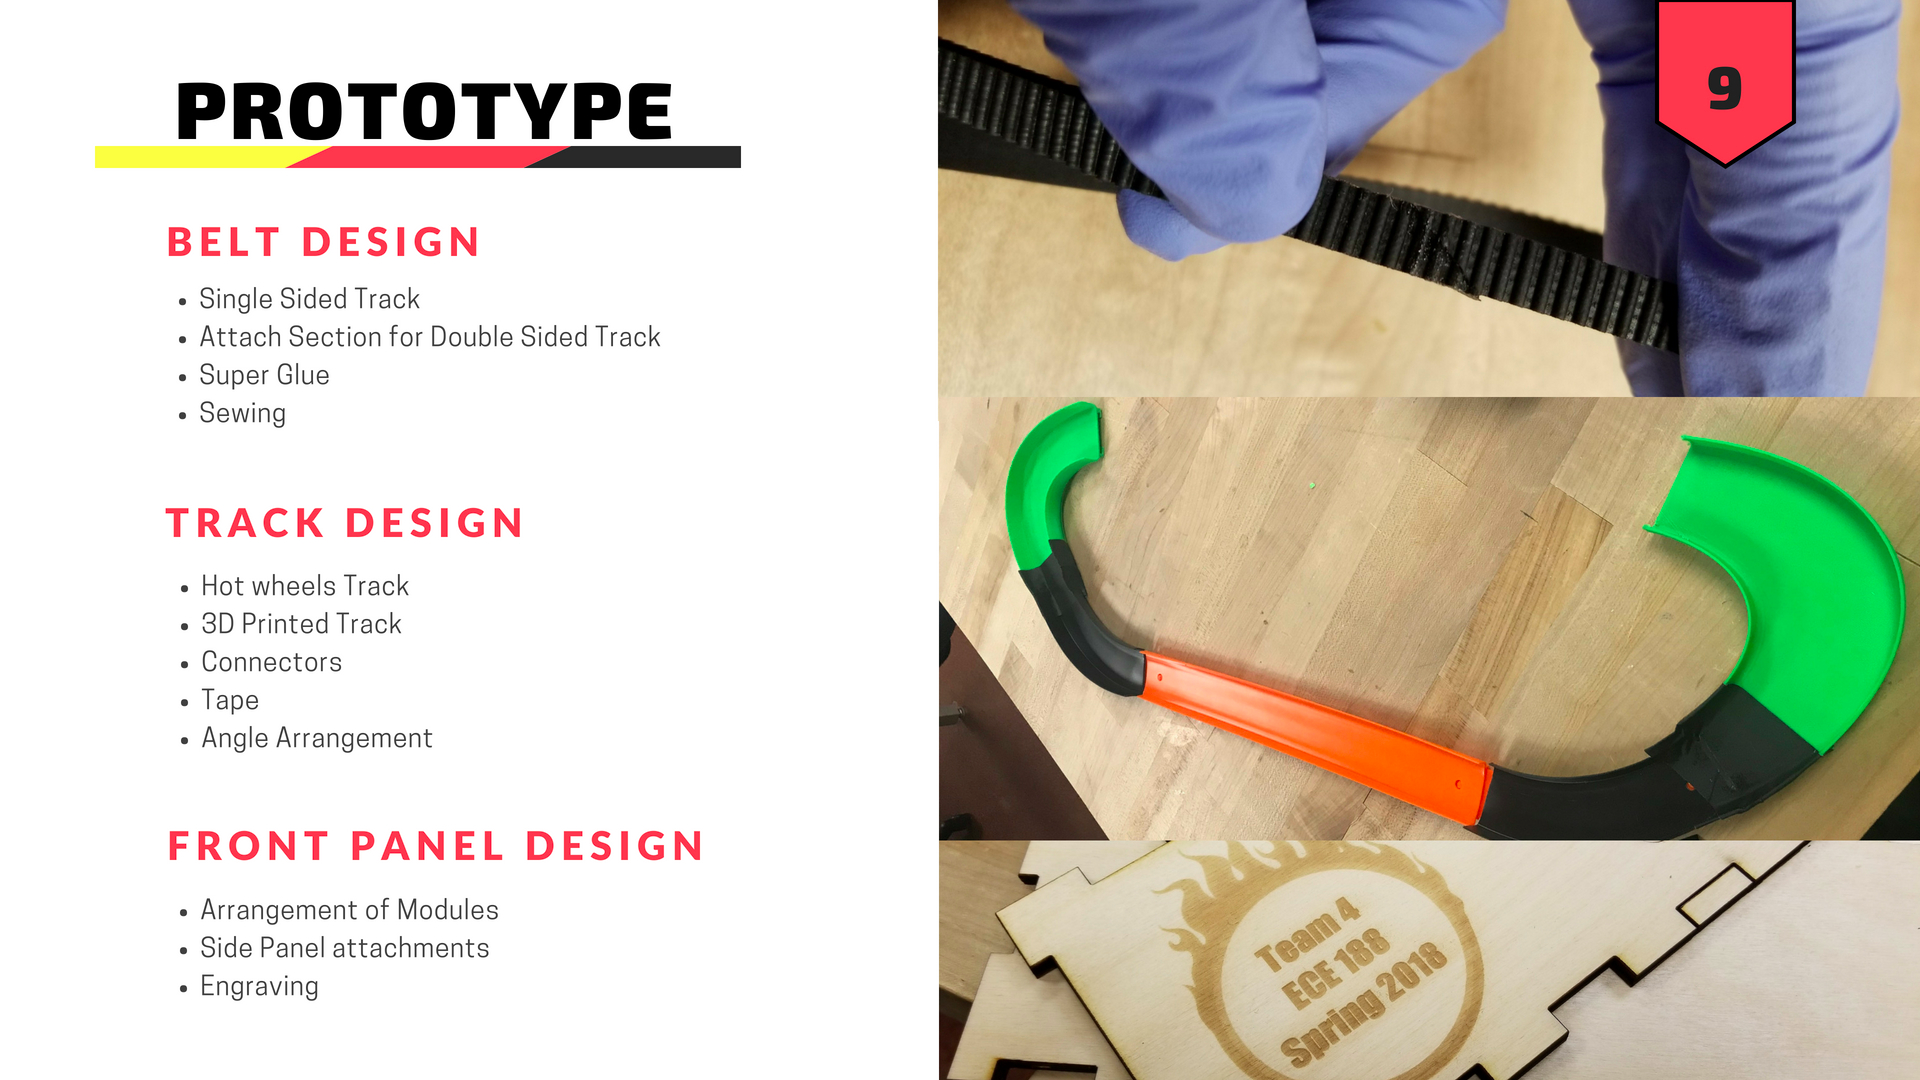 PROTOTYPE
BELT DESIGN
Single Sided Track
Attach Section for Double Sided Track
Super Glue
Sewing
TRACK DESIGN
Hot wheels Track
3D Printed Track
Connectors
Tape
Angle Arrangement
FRONT PANEL DESIGN
Arrangement of Modules
Side Panel attachments
Engraving
9
Team 4
ECE 188
Spring 2018